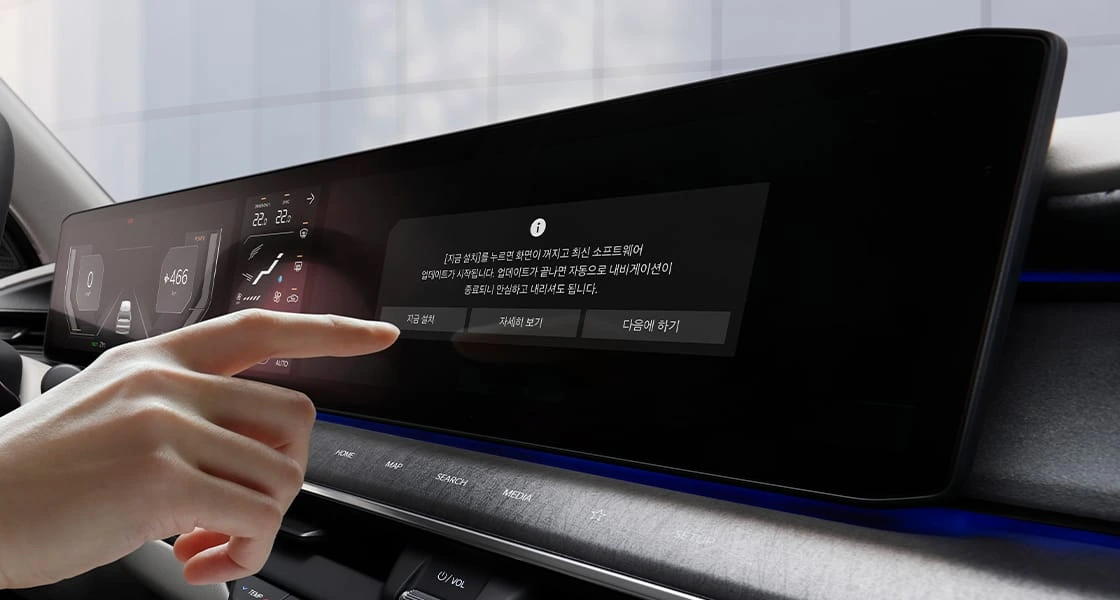 22.0 22.0
0
466
km
[지금 설치]를 누르면 화면이 꺼지고 최신 소프트웨어
업데이트가 시작됩니다. 업데이트가 끝나면 자동으로 내비게이션이
종료되니 안심하고 내리셔도 됩니다.
지금 설치
자세히 보기
다음에 하기
AUTO
HOME
MAP
SEARCH
MEDIA
SETUP
VOL
TEMP